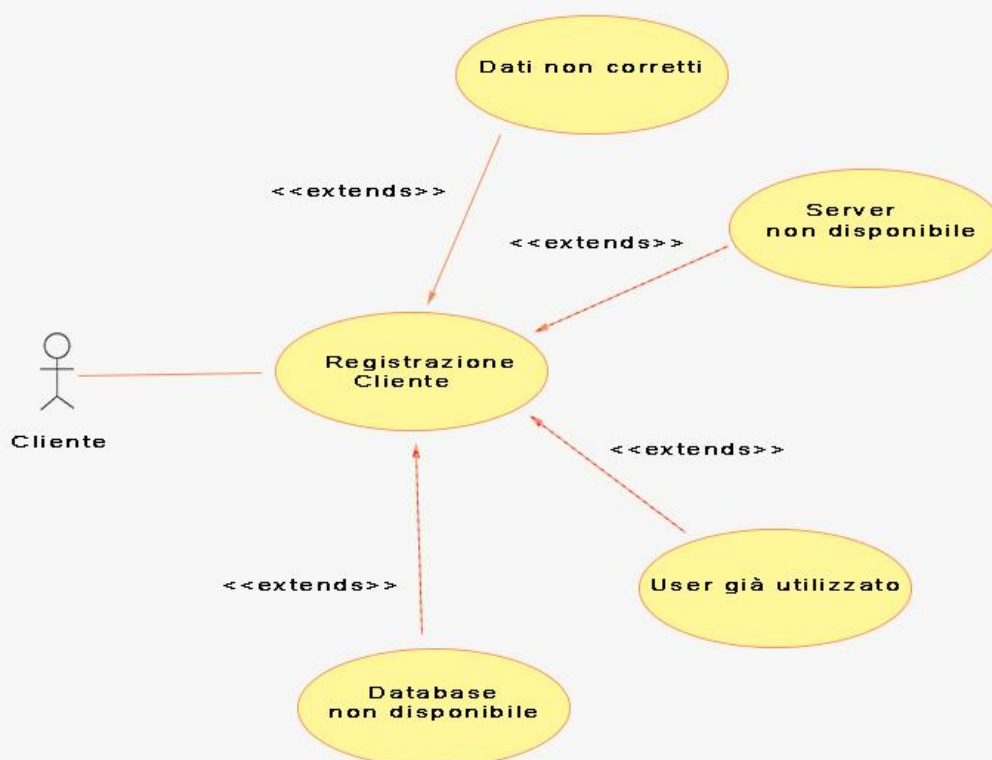 Dati non corretti
<<extends>>
Server
non disponibile
<<extends>>
Registrazione
Cliente
Cliente
<<extends>>
User già utilizzato
<<extends>>
Database
non disponibile